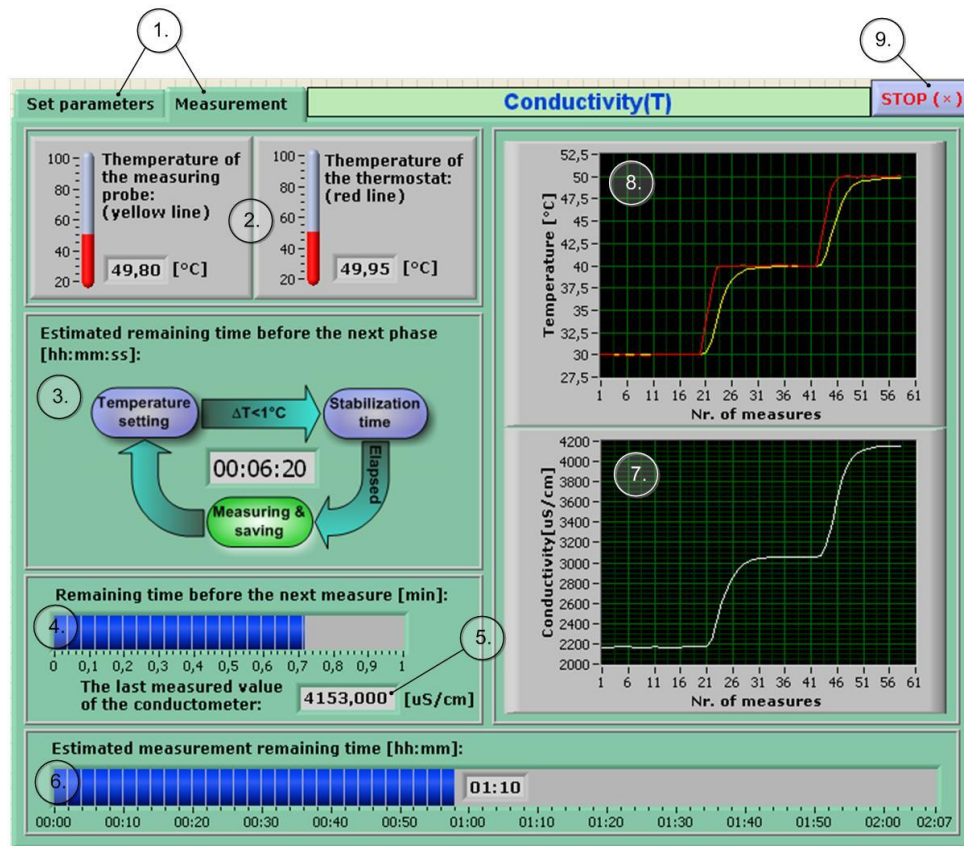 1.
9.
Set parameters
Measurement
Conductivity(T)
STOP (×)
100
80
60
40
20
Themperature of
the measuring
probe:
(yellow line)
49,80 [°C]
2.
100
80
60
40
20
Themperature of
the thermostat:
(red line)
49,95 [°C]
Estimated remaining time before the next phase
[hh:mm:ss]:
3.
Temperature
setting
ΔT<1°C
Stabilization
time
00:06:20
Elapsed
Measuring &
saving
Remaining time before the next measure [min]:
4.
0 0,1 0,2 0,3 0,4 0,5 0,6 0,7 0,8 0,9 1
5.
The last measured value
of the conductometer:
4153,000 [uS/cm]
8.
Temperature [°C]
52,5
50
47,5
45
42,5
40
37,5
35
32,5
30
27,5
1 6 11 16 21 26 31 36 41 46 51 56 61
Nr. of measures
7.
Conductivity[uS/cm]
4200
4000
3800
3600
3400
3200
3000
2800
2600
2400
2200
2000
1 6 11 16 21 26 31 36 41 46 51 56 61
Nr. of measures
Estimated measurement remaining time [hh:mm]:
6.
01:10
00:00 00:10 00:20 00:30 00:40 00:50 01:00 01:10 01:20 01:30 01:40 01:50 02:00 02:07